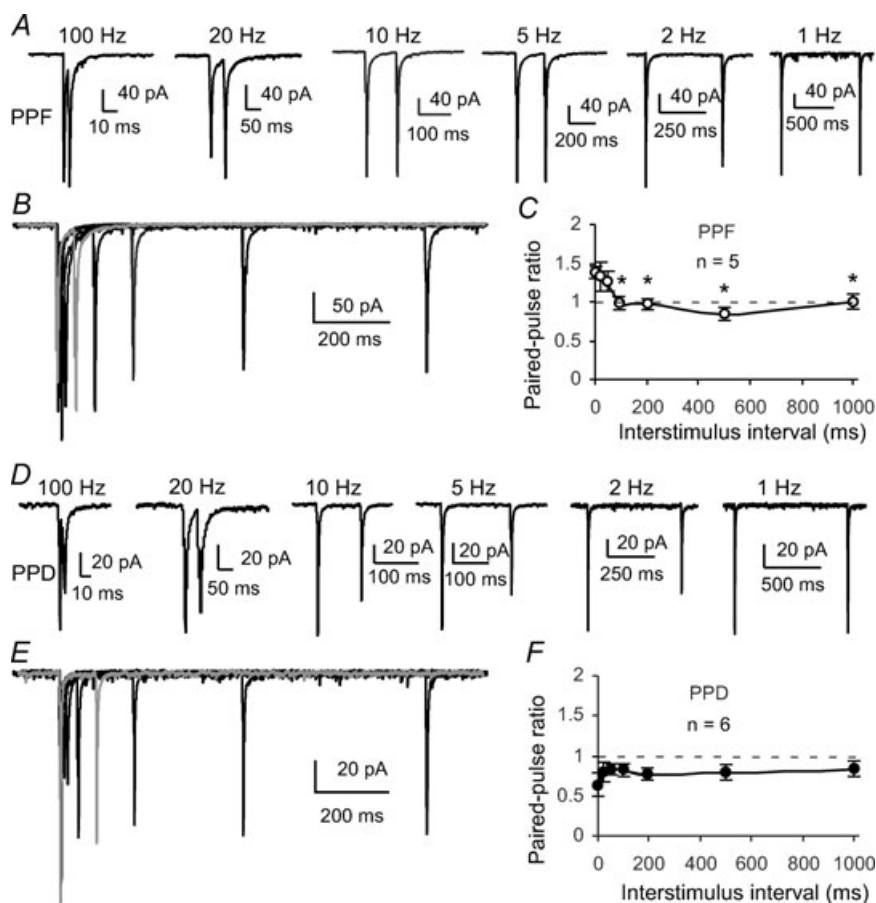 A
100 Hz 20 Hz 10 Hz 5 Hz 2 Hz 1 Hz
PPF
40 pA 40 pA 40 pA 40 pA 40 pA 40 pA
10 ms 50 ms 100 ms 200 ms 250 ms 500 ms
B
50 pA
200 ms
C
PPF
n = 5
* * * *
Paired-pulse ratio
2
1.5
1
0.5
0
0 200 400 600 800 1000
Interstimulus interval (ms)
D
100 Hz 20 Hz 10 Hz 5 Hz 2 Hz 1 Hz
PPD
20 pA 20 pA 20 pA 20 pA 20 pA 20 pA
10 ms 50 ms 100 ms 100 ms 250 ms 500 ms
E
20 pA
200 ms
F
PPD
n = 6
Paired-pulse ratio
2
1.5
1
0.5
0
0 200 400 600 800 1000
Interstimulus interval (ms)